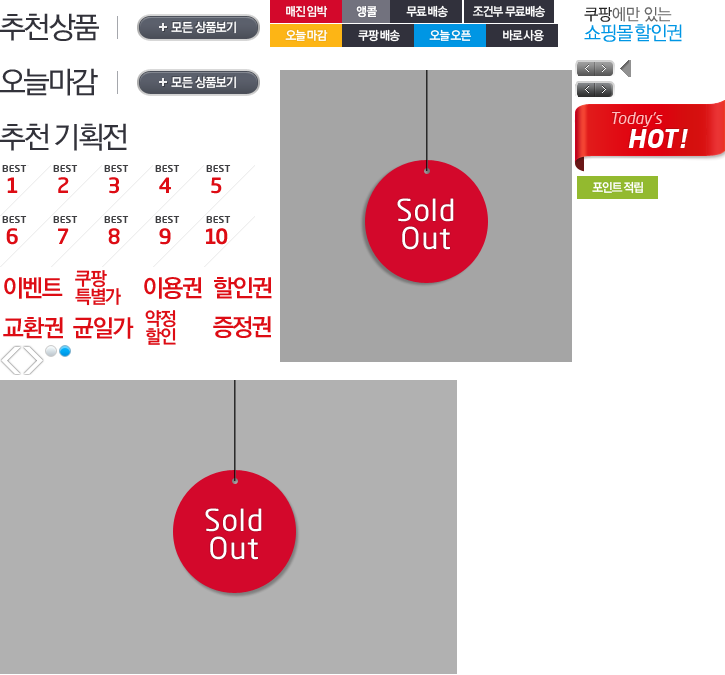 추천상품
+ 모든 상품보기
매진 임박
앵콜
무료 배송
조건부 무료배송
오늘 마감
쿠팡 배송
오늘 오픈
바로 사용
쿠팡에만 있는
쇼핑몰 할인권
오늘마감
+ 모든 상품보기
Today's
HOT!
추천 기획전
BEST
1
BEST
2
BEST
3
BEST
4
BEST
5
BEST
6
BEST
7
BEST
8
BEST
9
BEST
10
포인트 적립
Sold
Out
이벤트
쿠팡
특별가
이용권
할인권
교환권
균일가
약정
할인
증정권
Sold
Out